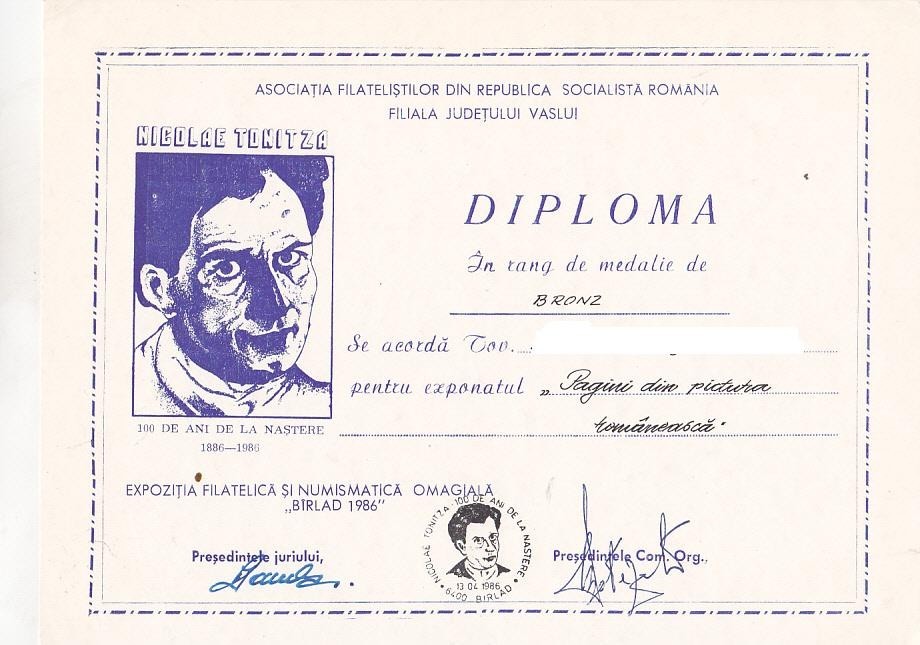 ASOCIAȚIA FILATELIȘTILOR DIN REPUBLICA SOCIALISTĂ ROMÂNIA
FILIALA JUDEȚULUI VASLUI
NICOLAE TONITZA
DIPLOMA
În rang de medalie de
BRONZ
Se acordă Tov.
pentru exponatul „Pagini din pictura
românească"
100 DE ANI DE LA NAȘTERE
1886—1986
EXPOZIȚIA FILATELICĂ ȘI NUMISMATICĂ OMAGIALĂ
„BÎRLAD 1986”
Președintele juriului,
NICOLAE TONITZA · 100 DE ANI DE LA NAȘTERE
13 04 1986
6400 BIRLAD
Președintele Com. Org.,